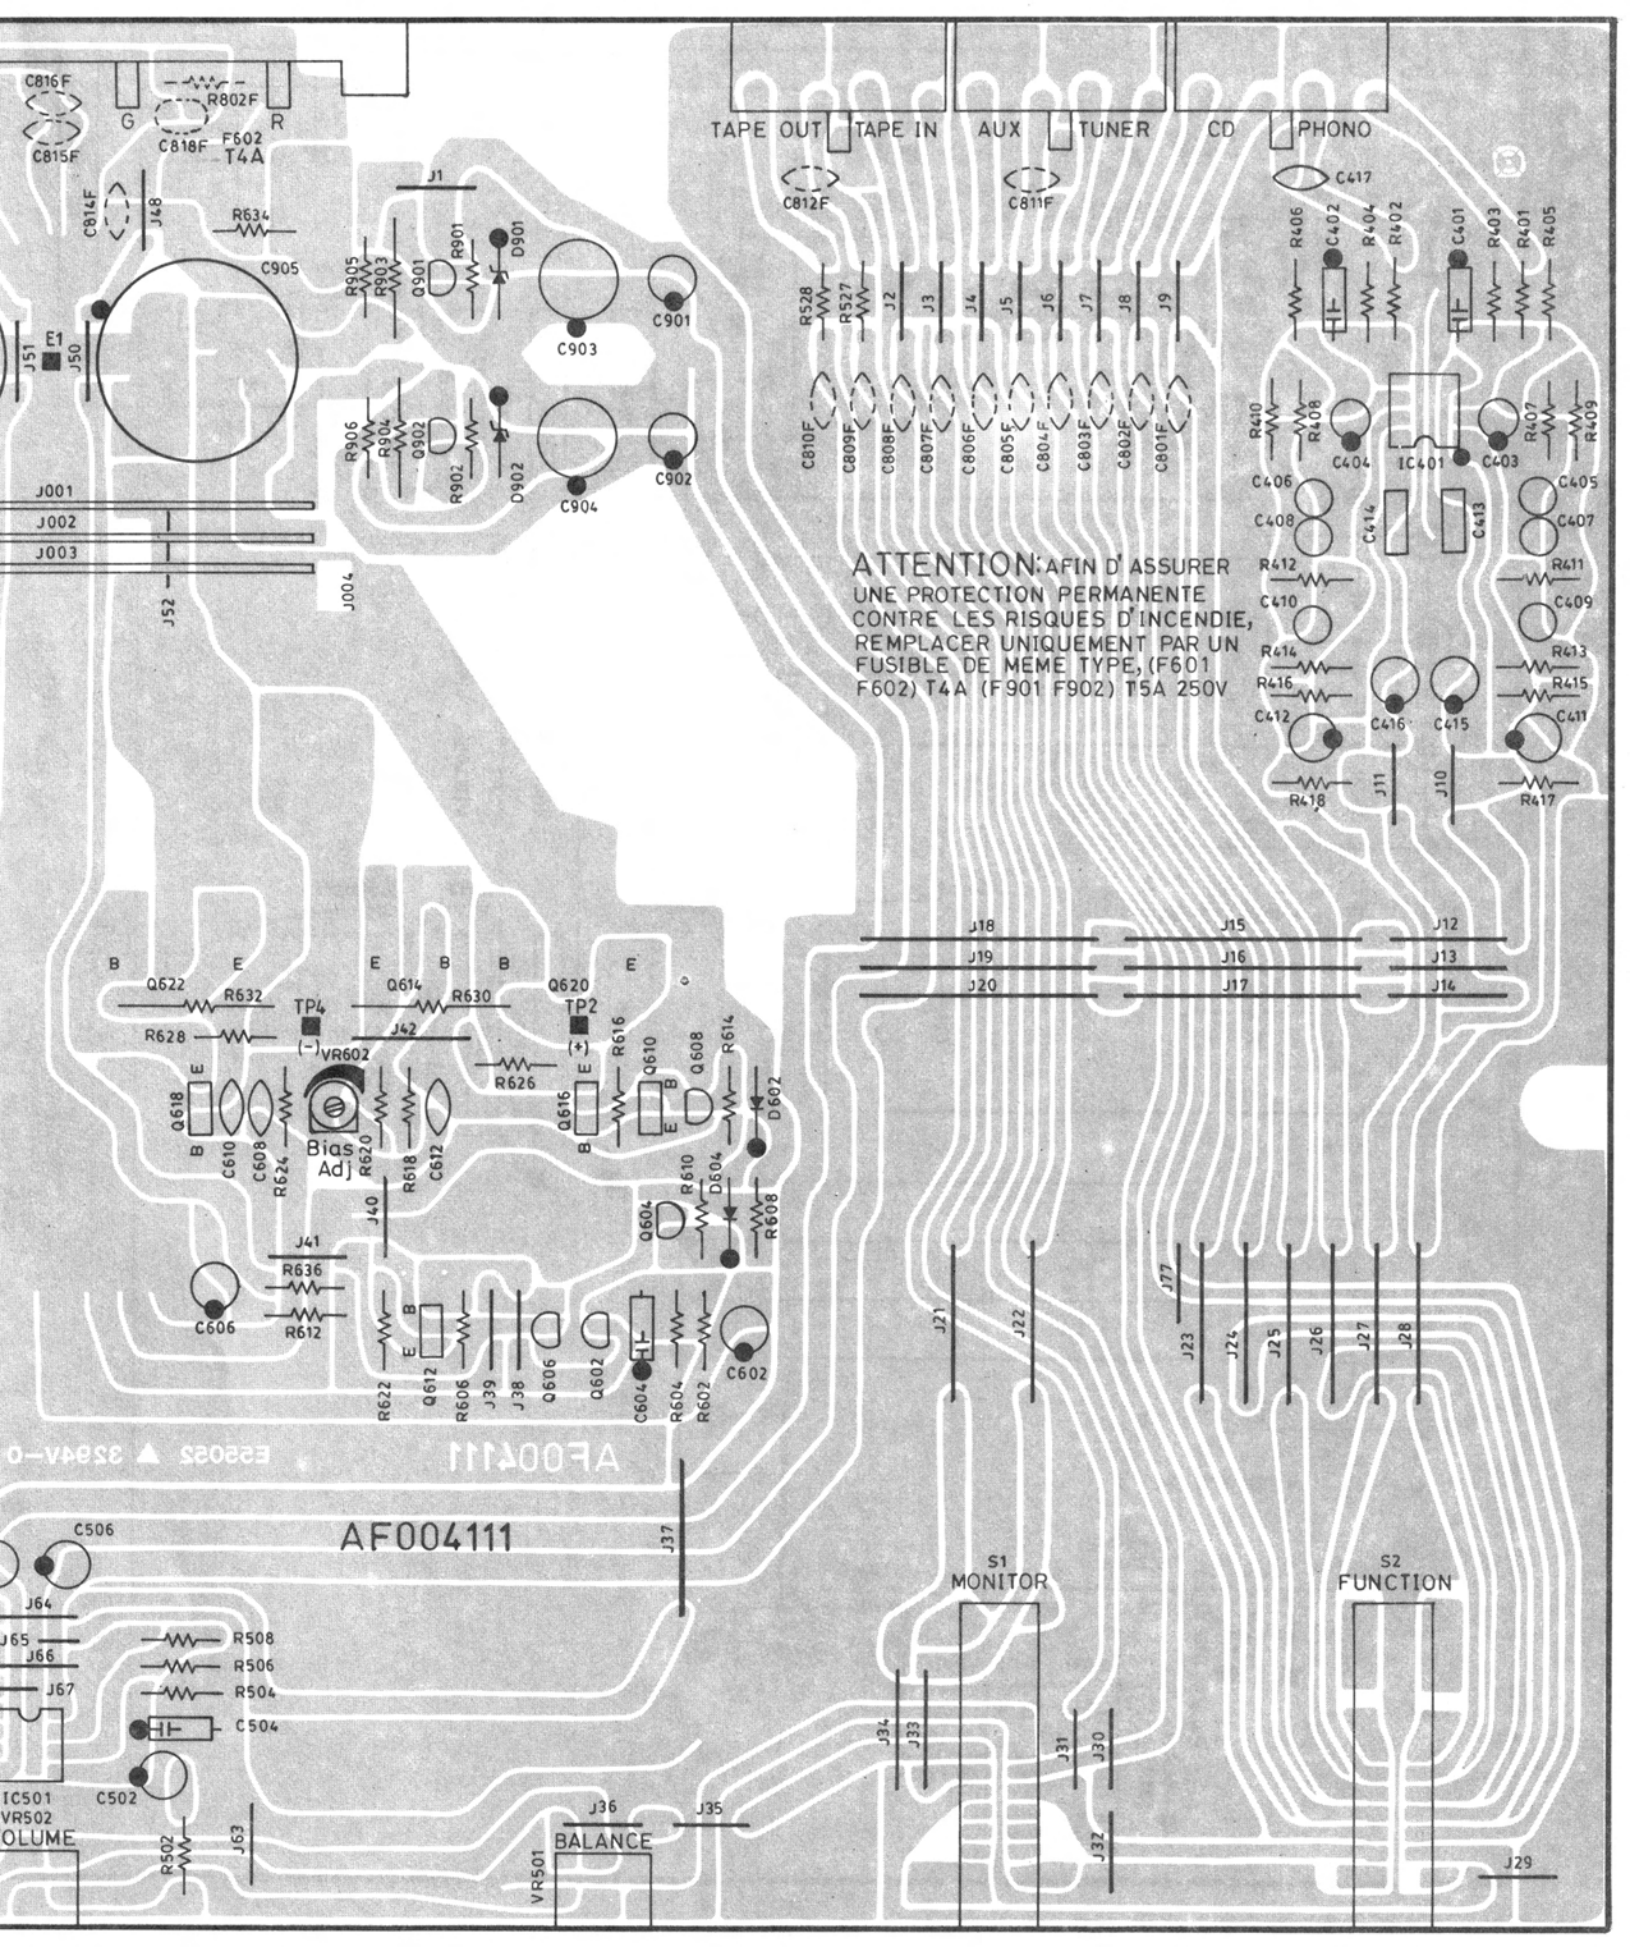 C816F
R802F
G
R
C818F
F602
T4A
C815F
TAPE OUT
TAPE IN
AUX
TUNER
CD
PHONO
J1
C812F
C811F
C417
C814F
J48
R634
C905
R905
R903
Q901
R901
D901
C903
C901
R528
R527
J2
J3
J4
J5
J6
J7
J8
J9
R406
C402
R404
R402
C401
R403
R401
R405
J51
E1
J50
R906
R904
Q902
R902
D902
C904
C902
C810F
C809F
C808F
C807F
C806F
C805F
C804F
C803F
C802F
C801F
R410
R408
C404
IC401
C403
R407
R409
J001
J002
J003
J52
J004
C406
C408
C414
C413
C405
C407
ATTENTION: AFIN D'ASSURER
UNE PROTECTION PERMANENTE
CONTRE LES RISQUES D'INCENDIE,
REMPLACER UNIQUEMENT PAR UN
FUSIBLE DE MEME TYPE, (F601
F602) T4A (F901 F902) T5A 250V
R412
R411
C410
C409
R414
R413
R416
R415
C412
C416
C415
C411
R418
J11
J10
R417
J18
J15
J12
J19
J16
J13
J20
J17
J14
B
E
E
B
B
E
Q622
R632
Q614
R630
Q620
R628
TP4
(-)
J42
TP2
(+)
R616
Q610
Q608
R614
VR602
R626
E
Q618
B
C610
C608
R624
Bias
Adj
R620
R618
C612
E
Q616
B
B
E
D602
J40
Q604
R610
D604
R608
J41
R636
R612
C606
R622
B
E
Q612
R606
J39
J38
Q606
Q602
C604
R604
R602
C602
J21
J22
J77
J23
J24
J25
J26
J27
J28
E55052 ▲ 3294V-0
AF004111
AF004111
J37
C506
S1
MONITOR
S2
FUNCTION
J64
J65
J66
J67
R508
R506
R504
C504
IC501
C502
VR502
OLUME
R502
J63
J36
J35
BALANCE
VR501
J34
J33
J31
J30
J32
J29